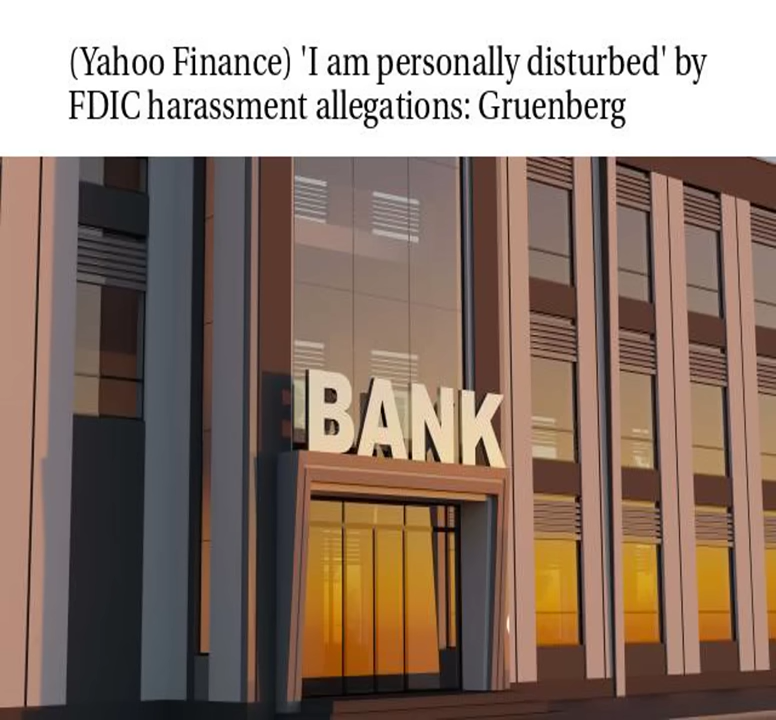 (Yahoo Finance) 'I am personally disturbed' by
FDIC harassment allegations: Gruenberg
BANK